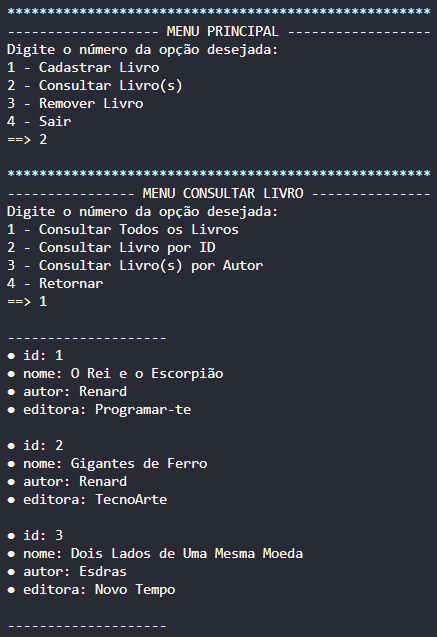 *****************************************************
------------------- MENU PRINCIPAL ------------------
Digite o número da opção desejada:
1 - Cadastrar Livro
2 - Consultar Livro(s)
3 - Remover Livro
4 - Sair
==> 2
*****************************************************
---------------- MENU CONSULTAR LIVRO ---------------
Digite o número da opção desejada:
1 - Consultar Todos os Livros
2 - Consultar Livro por ID
3 - Consultar Livro(s) por Autor
4 - Retornar
==> 1
--------------------
● id: 1
● nome: O Rei e o Escorpião
● autor: Renard
● editora: Programar-te
● id: 2
● nome: Gigantes de Ferro
● autor: Renard
● editora: TecnoArte
● id: 3
● nome: Dois Lados de Uma Mesma Moeda
● autor: Esdras
● editora: Novo Tempo
--------------------